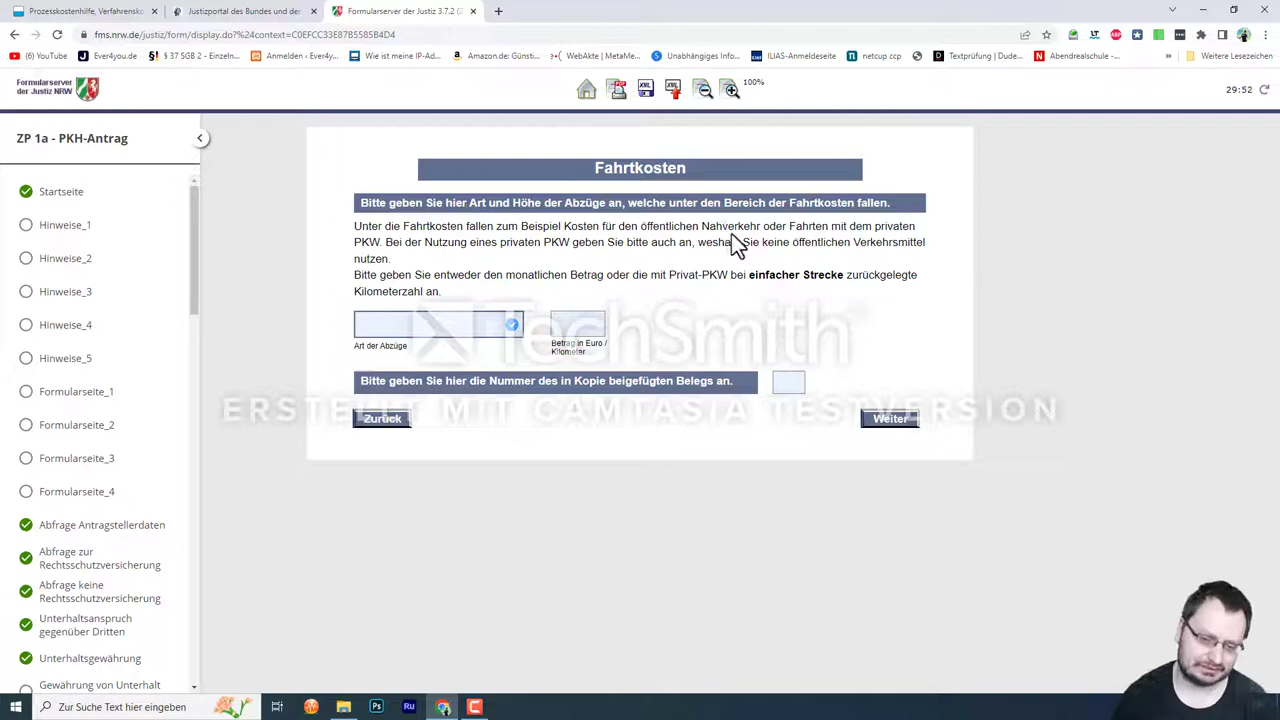 Prozesskostenhilfe, Verfahrensko
Justizportal des Bundes und der
Formularserver der Justiz 3.7.2 (
fms.nrw.de/justiz/form/display.do?%24context=C0EFCC33E87B5585B4D4
(6) YouTube
Ever4you.de
§ 37 SGB 2 – Einzeln...
Anmelden ‹ Ever4y...
Wie ist meine IP-Ad...
Amazon.de: Günstig...
WebAkte | MetaMe...
Unabhängiges Info...
ILIAS-Anmeldeseite
netcup ccp
Textprüfung | Dude...
Abendrealschule –...
Weitere Lesezeichen
Formularserver
der Justiz NRW
100%
29:52
ZP 1a - PKH-Antrag
Startseite
Hinweise_1
Hinweise_2
Hinweise_3
Hinweise_4
Hinweise_5
Formularseite_1
Formularseite_2
Formularseite_3
Formularseite_4
Abfrage Antragstellerdaten
Abfrage zur
Rechtsschutzversicherung
Abfrage keine
Rechtsschutzversicherung
Unterhaltsanspruch
gegenüber Dritten
Unterhaltsgewährung
Gewährung von Unterhalt
Fahrtkosten
Bitte geben Sie hier Art und Höhe der Abzüge an, welche unter den Bereich der Fahrtkosten fallen.
Unter die Fahrtkosten fallen zum Beispiel Kosten für den öffentlichen Nahverkehr oder Fahrten mit dem privaten
PKW. Bei der Nutzung eines privaten PKW geben Sie bitte auch an, wesha Sie keine öffentlichen Verkehrsmittel
nutzen.
Bitte geben Sie entweder den monatlichen Betrag oder die mit Privat-PKW bei einfacher Strecke zurückgelegte
Kilometerzahl an.
Art der Abzüge
Betrag in Euro /
Kilometer
Bitte geben Sie hier die Nummer des in Kopie beigefügten Belegs an.
Zurück
Weiter
TechSmith
ERSTELLT MIT CAMTASIA TESTVERSION
Zur Suche Text hier eingeben
Ps
Ru